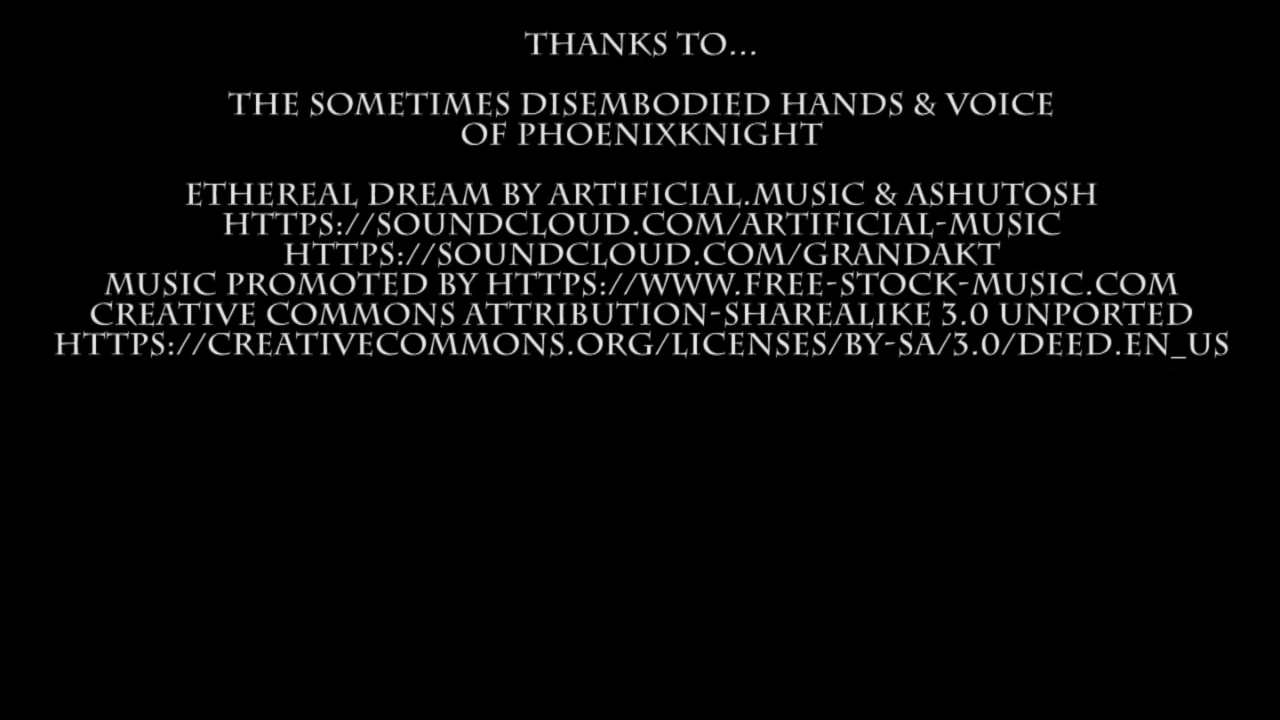 THANKS TO...
THE SOMETIMES DISEMBODIED HANDS & VOICE
OF PHOENIXKNIGHT
ETHEREAL DREAM BY ARTIFICIAL.MUSIC & ASHUTOSH
HTTPS://SOUNDCLOUD.COM/ARTIFICIAL-MUSIC
HTTPS://SOUNDCLOUD.COM/GRANDAKT
MUSIC PROMOTED BY HTTPS://WWW.FREE-STOCK-MUSIC.COM
CREATIVE COMMONS ATTRIBUTION-SHAREALIKE 3.0 UNPORTED
HTTPS://CREATIVECOMMONS.ORG/LICENSES/BY-SA/3.0/DEED.EN_US